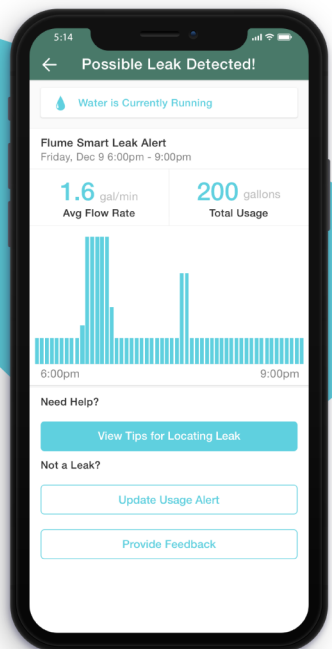 5:14
Possible Leak Detected!
Water is Currently Running
Flume Smart Leak Alert
Friday, Dec 9 6:00pm - 9:00pm
1.6 gal/min
Avg Flow Rate
200 gallons
Total Usage
6:00pm 9:00pm
Need Help?
View Tips for Locating Leak
Not a Leak?
Update Usage Alert
Provide Feedback